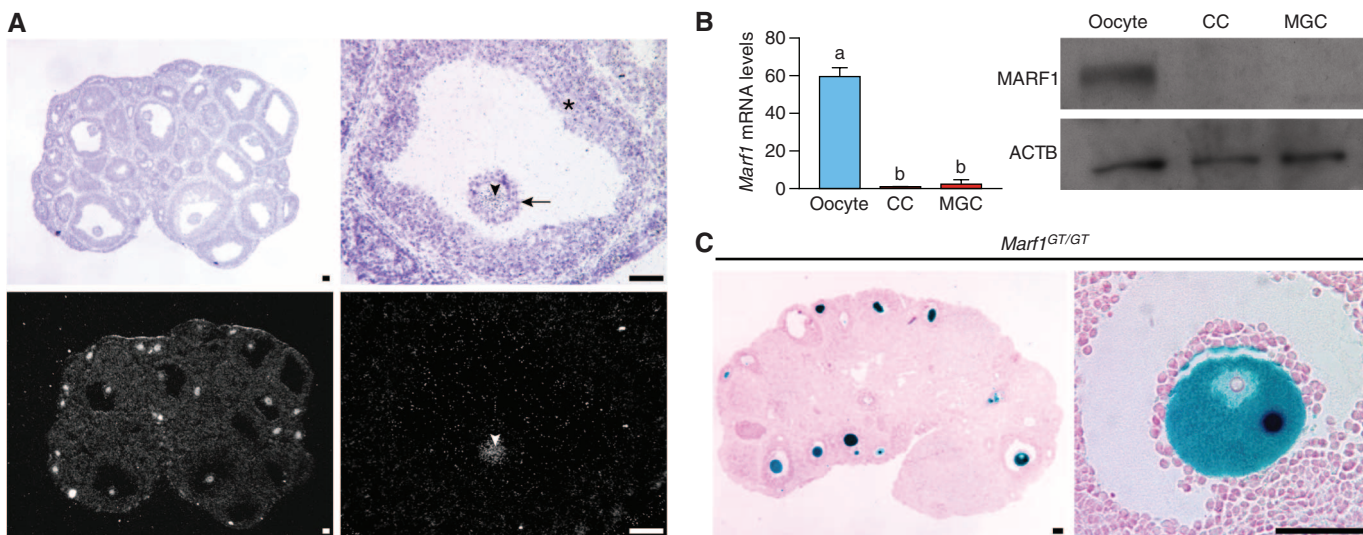 A
*
B
Marf1 mRNA levels
80
60
40
20
0
a
b
b
Oocyte CC MGC
Oocyte CC MGC
MARF1
ACTB
C
Marf1GT/GT